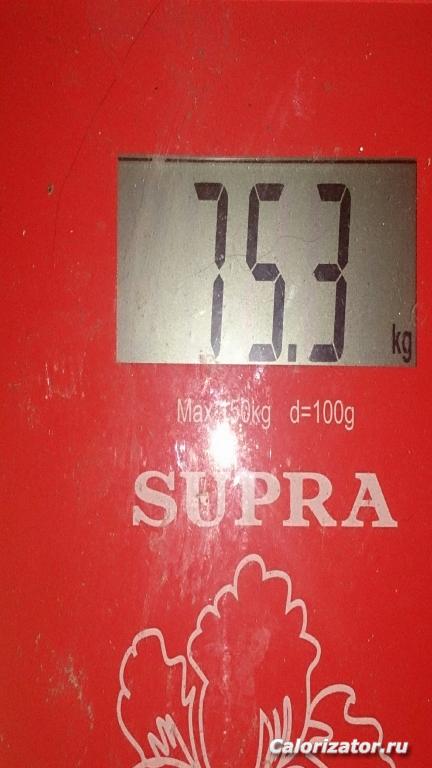 75.3
kg
Max 150kg d=100g
SUPRA
Calorizator.ru